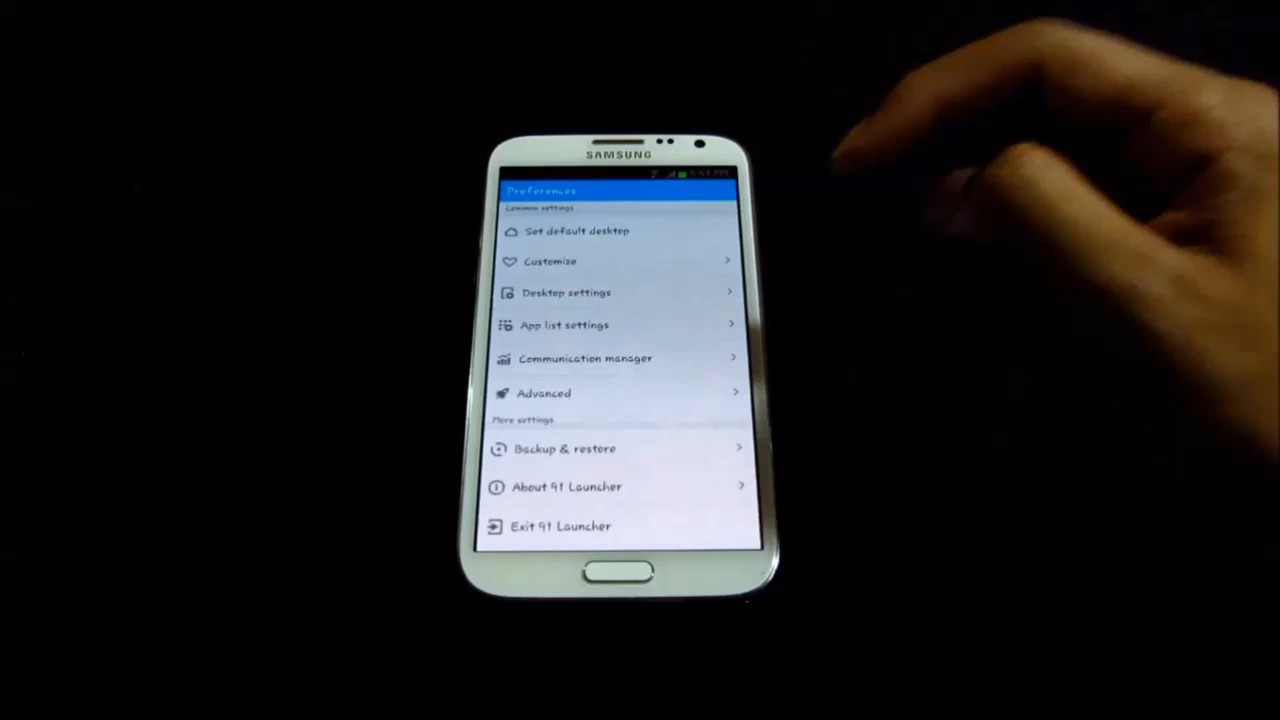 SAMSUNG
Preferences
Common settings
Set default desktop
Customize
Desktop settings
App list settings
Communication manager
Advanced
More settings
Backup & restore
About 91 Launcher
Exit 91 Launcher